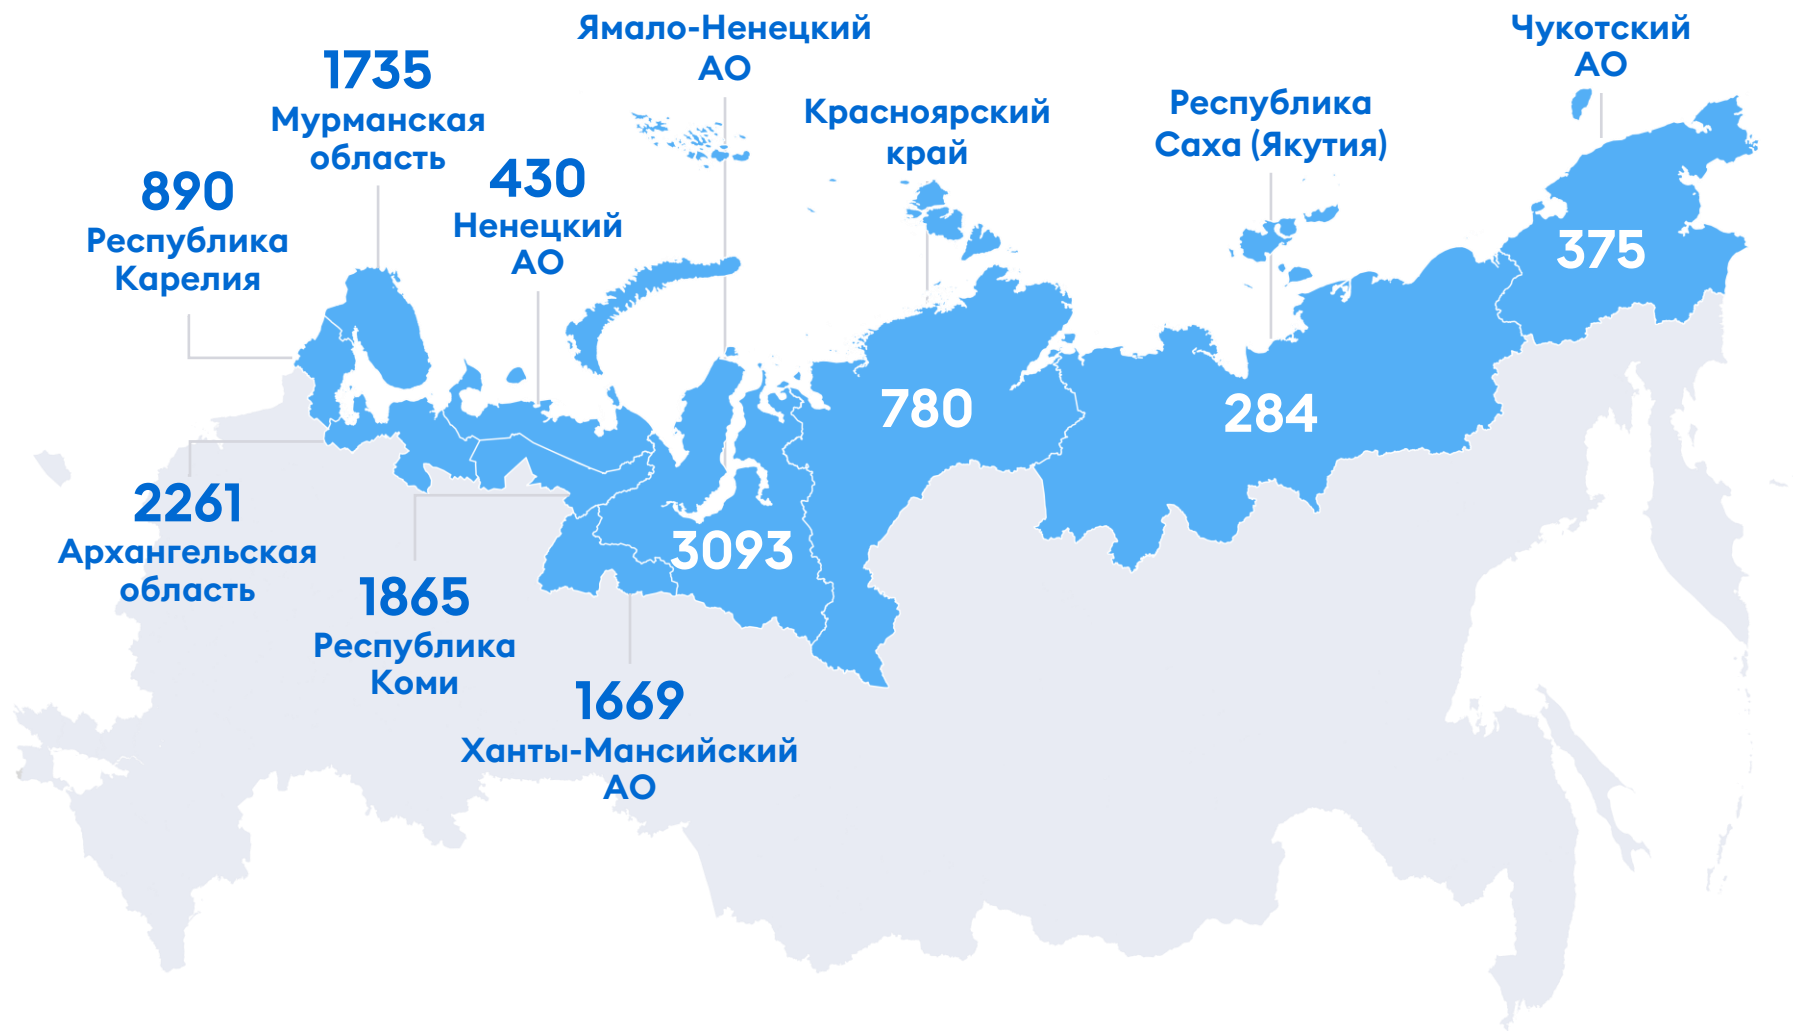 Ямало-Ненецкий
АО
Чукотский
АО
1735
Мурманская
область
Красноярский
край
Республика
Саха (Якутия)
430
Ненецкий
АО
890
Республика
Карелия
375
780
284
2261
Архангельская
область
3093
1865
Республика
Коми
1669
Ханты-Мансийский
АО